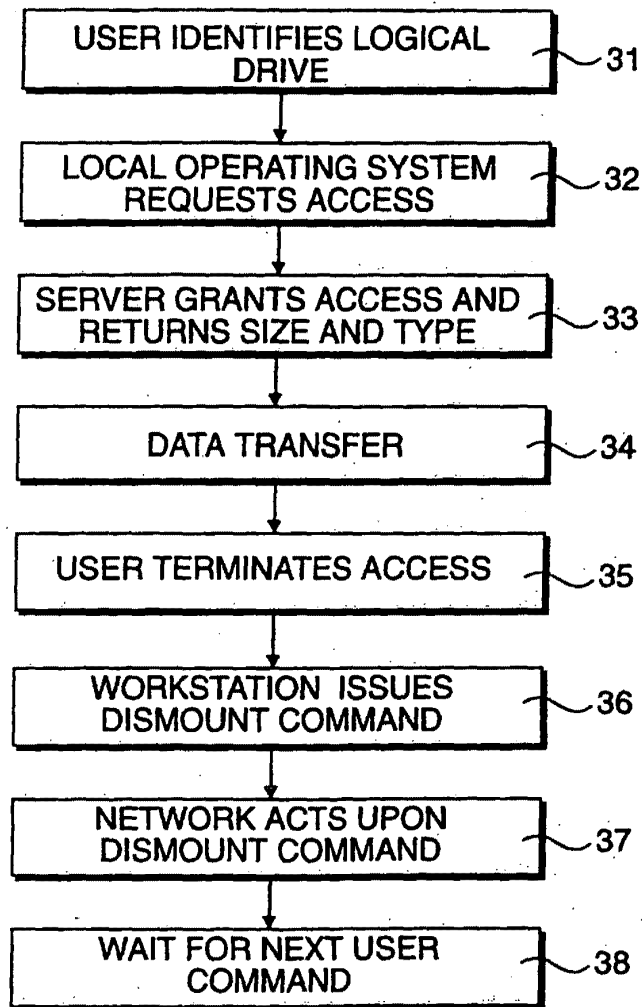 USER IDENTIFIES LOGICAL
DRIVE
31
LOCAL OPERATING SYSTEM
REQUESTS ACCESS
32
SERVER GRANTS ACCESS AND
RETURNS SIZE AND TYPE
33
DATA TRANSFER
34
USER TERMINATES ACCESS
35
WORKSTATION ISSUES
DISMOUNT COMMAND
36
NETWORK ACTS UPON
DISMOUNT COMMAND
37
WAIT FOR NEXT USER
COMMAND
38